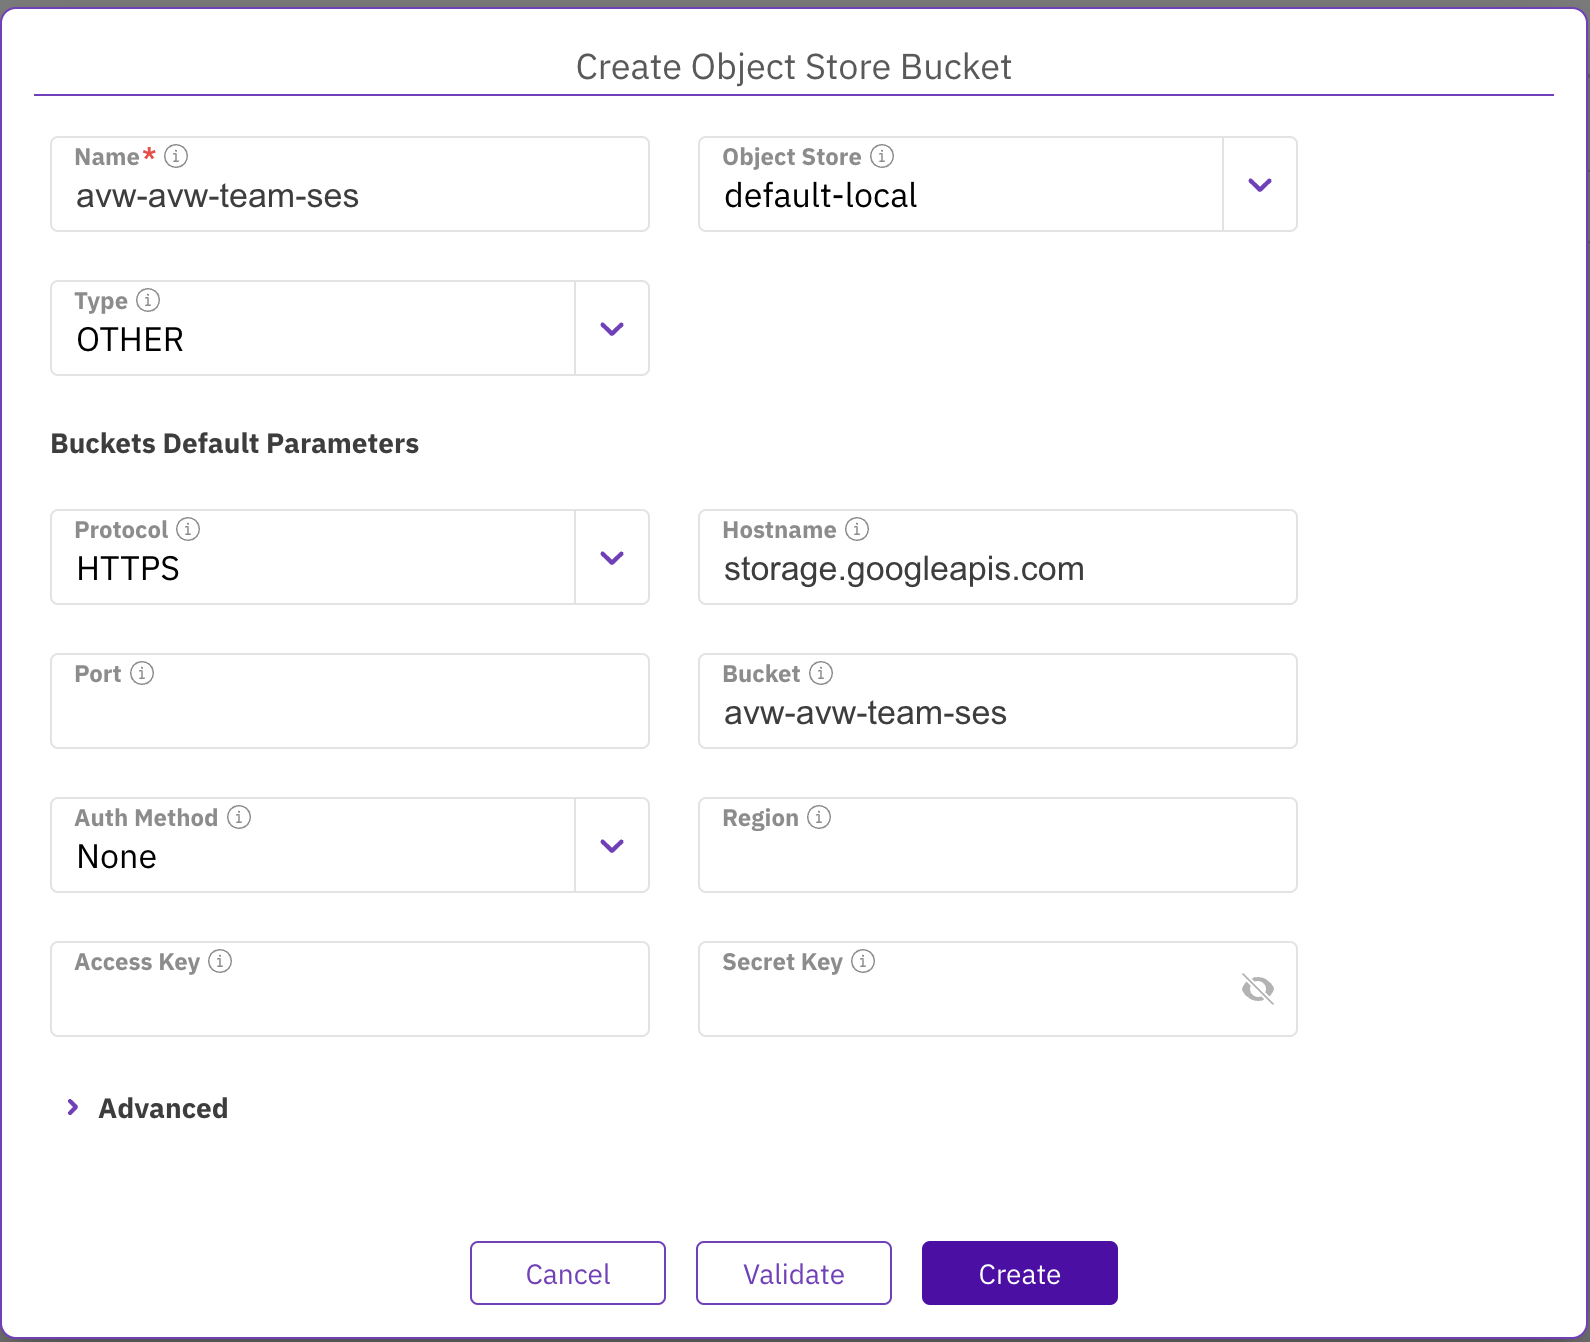 Create Object Store Bucket
Name*
avw-avw-team-ses
Object Store
default-local
Type
OTHER
Buckets Default Parameters
Protocol
HTTPS
Hostname
storage.googleapis.com
Port
Bucket
avw-avw-team-ses
Auth Method
None
Region
Access Key
Secret Key
Advanced
Cancel
Validate
Create